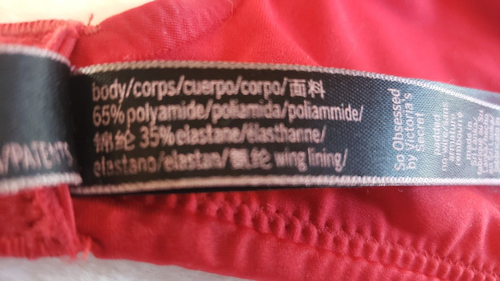 body/corps/cuerpo/corpo/面料
65% polyamide/poliamida/poliammide/
锦纶 35% elastane/élasthanne/
elastano/elastan/氨纶 wing lining/
/PATENTS
So Obsessed
by Victoria's
Secret